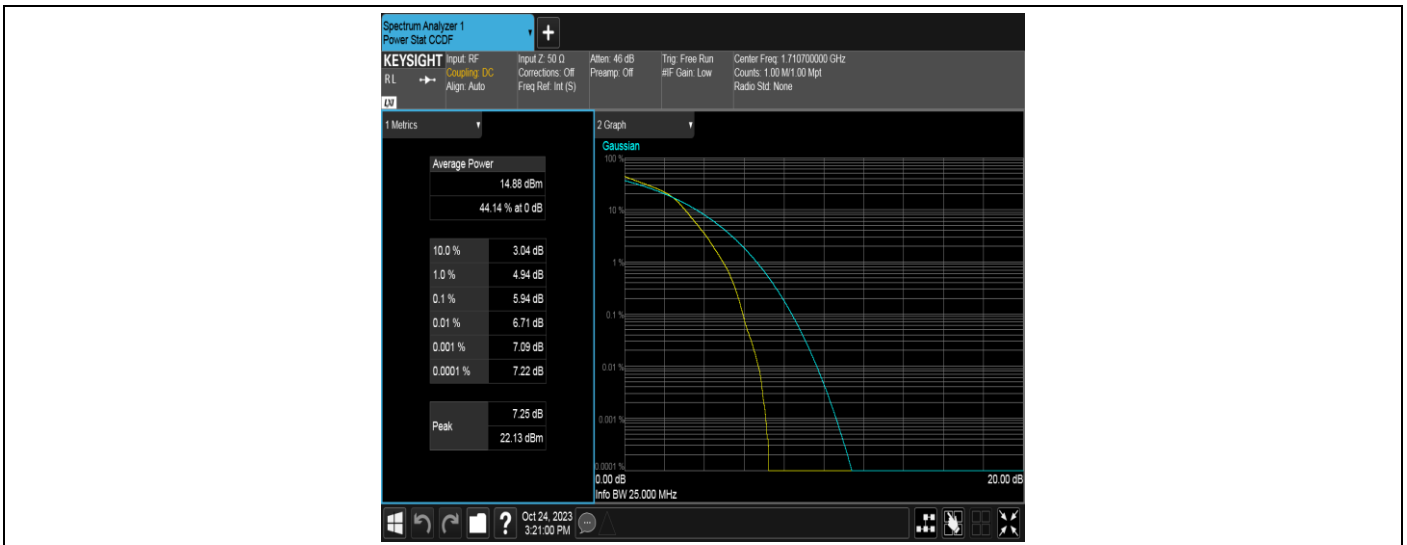 Spectrum Analyzer 1
Power Stat CCDF
+
KEYSIGHT
RL
LXI
Input: RF
Coupling: DC
Align: Auto
Input Z: 50 Ω
Corrections: Off
Freq Ref: Int (S)
Atten: 46 dB
Preamp: Off
Trig: Free Run
#IF Gain: Low
Center Freq: 1.710700000 GHz
Counts: 1.00 M/1.00 Mpt
Radio Std: None
1 Metrics
Average Power
14.88 dBm
44.14 % at 0 dB
10.0 % 3.04 dB
1.0 % 4.94 dB
0.1 % 5.94 dB
0.01 % 6.71 dB
0.001 % 7.09 dB
0.0001 % 7.22 dB
Peak
7.25 dB
22.13 dBm
2 Graph
Gaussian
100 %
10 %
1 %
0.1 %
0.01 %
0.001 %
0.0001 %
0.00 dB 20.00 dB
Info BW 25.000 MHz
?
Oct 24, 2023
3:21:00 PM